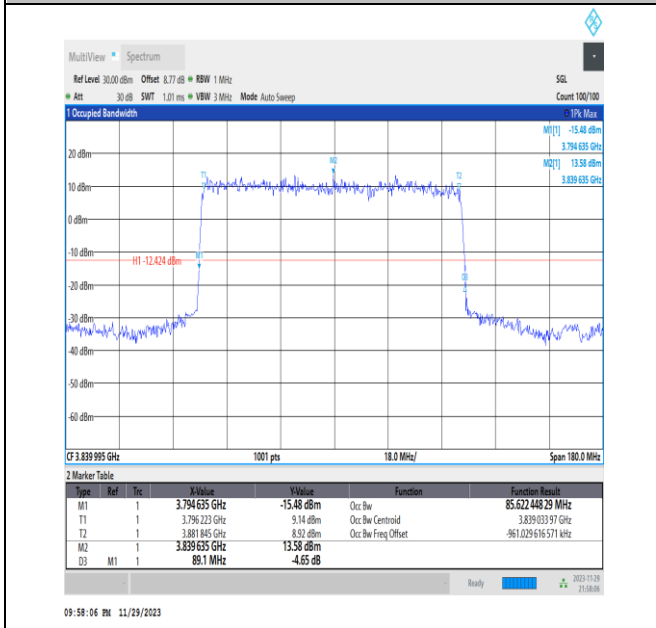 MultiView Spectrum
Ref Level 30.00 dBm Offset 8.77 dB RBW 1 MHz SGL
Att 30 dB SWT 1.01 ms VBW 3 MHz Mode Auto Sweep Count 100/100
1 Occupied Bandwidth 1Pk Max
M1[1] -15.48 dBm
3.794 635 GHz
M2[1] 13.58 dBm
3.839 635 GHz
20 dBm
M2
T1
T2
10 dBm
0 dBm
-10 dBm
M1
H1 -12.424 dBm
D3
-20 dBm
-30 dBm
-40 dBm
-50 dBm
-60 dBm
CF 3.839 995 GHz 1001 pts 18.0 MHz/ Span 180.0 MHz
2 Marker Table
Type Ref Trc X-Value Y-Value Function Function Result
M1 1 3.794 635 GHz -15.48 dBm Occ Bw 85.622 448 29 MHz
T1 1 3.796 223 GHz 9.14 dBm Occ Bw Centroid 3.839 033 97 GHz
T2 1 3.881 845 GHz 8.92 dBm Occ Bw Freq Offset -961.029 616 571 kHz
M2 1 3.839 635 GHz 13.58 dBm
D3 M1 1 89.1 MHz -4.65 dB
Ready 2023-11-29
21:58:06
09:58:06 PM 11/29/2023